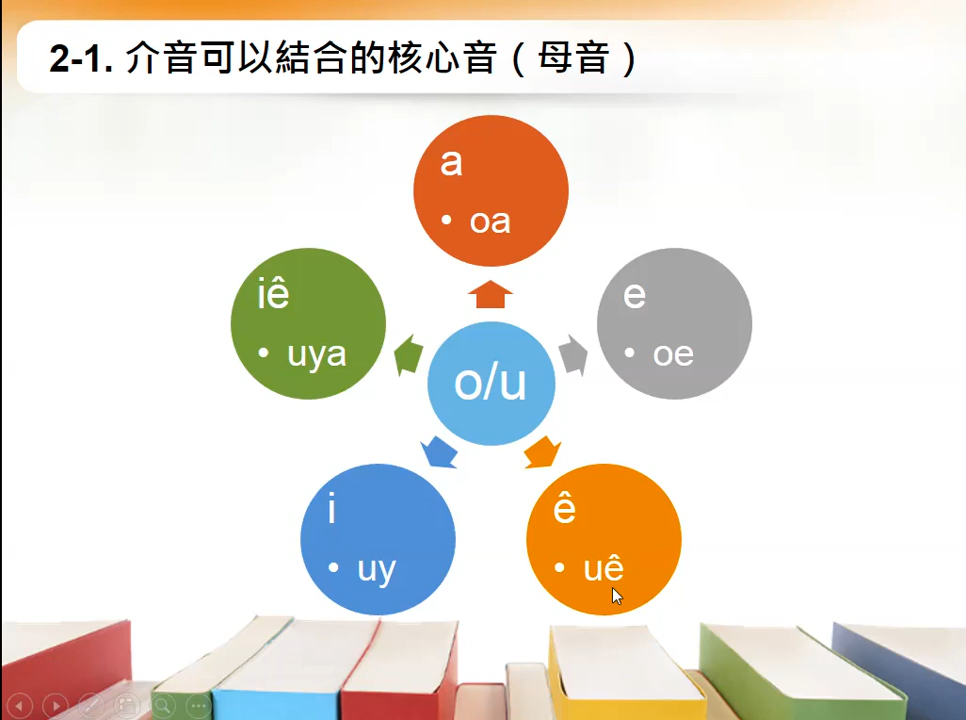 2-1. 介音可以結合的核心音（母音）
a
• oa
iê
• uya
e
• oe
o/u
i
• uy
ê
• uê